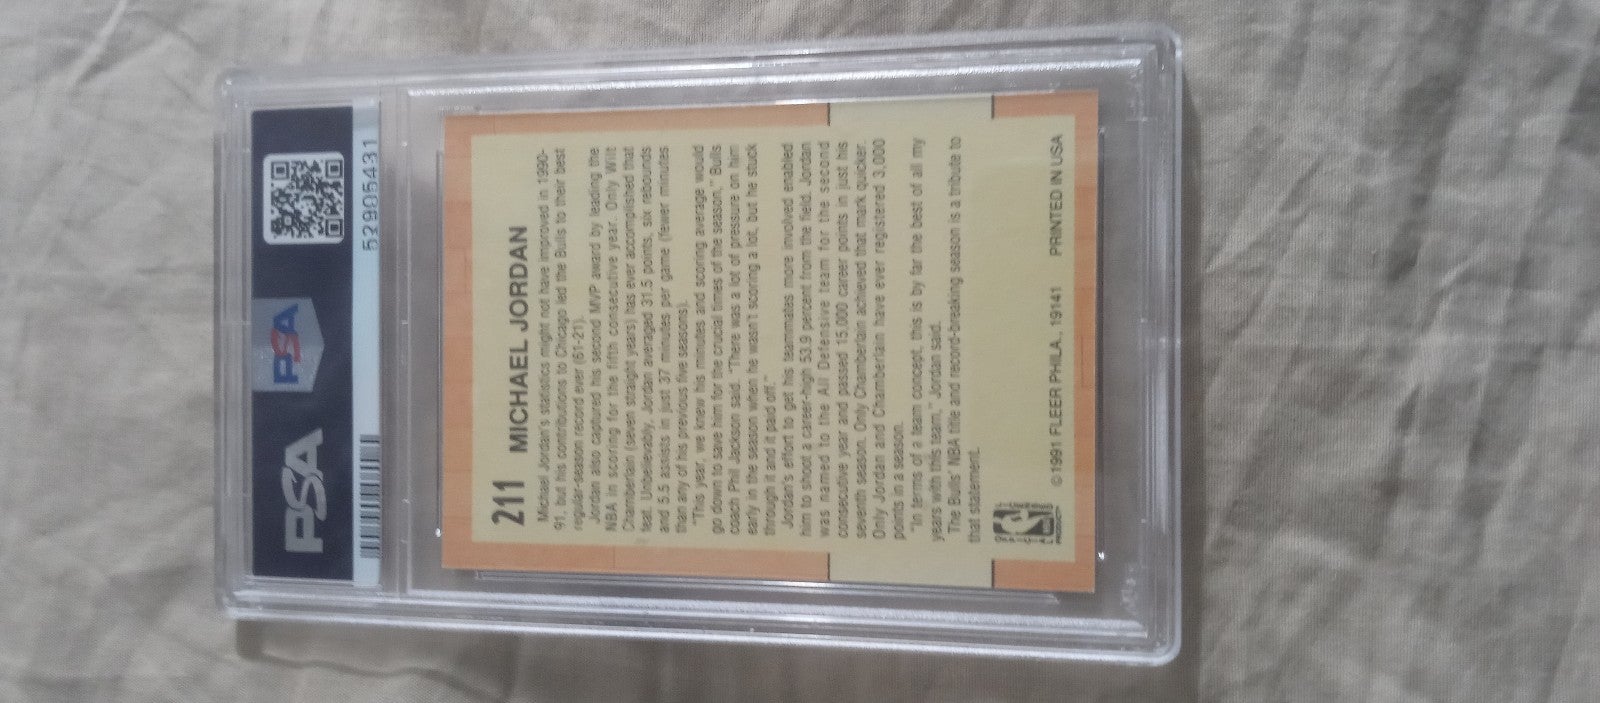 PSA
PSA
52905431
211 MICHAEL JORDAN
Michael Jordan's statistics might not have improved in 1990-
91, but his contributions to Chicago led the Bulls to their best
regular-season record ever (61-21).
Jordan also captured his second MVP award by leading the
NBA in scoring for the fifth consecutive year. Only Wilt
Chamberlain (seven straight years) has ever accomplished that
feat. Unbelievably, Jordan averaged 31.5 points, six rebounds
and 5.5 assists in just 37 minutes per game (fewer minutes
than any of his previous five seasons).
"This year, we knew his minutes and scoring average would
go down to save him for the crucial times of the season," Bulls
coach Phil Jackson said. "There was a lot of pressure on him
early in the season when he wasn't scoring a lot, but he stuck
through it and it paid off."
Jordan's effort to get his teammates more involved enabled
him to shoot a career-high 53.9 percent from the field. Jordan
was named to the All Defensive team for the second
consecutive year and passed 15,000 career points in just his
seventh season. Only Chamberlain achieved that mark quicker.
Only Jordan and Chamberlain have ever registered 3,000
points in a season.
"In terms of a team concept, this is by far the best of all my
years with this team," Jordan said.
The Bulls' NBA title and record-breaking season is a tribute to
that statement.
©1991 FLEER PHILA., 19141 PRINTED IN USA